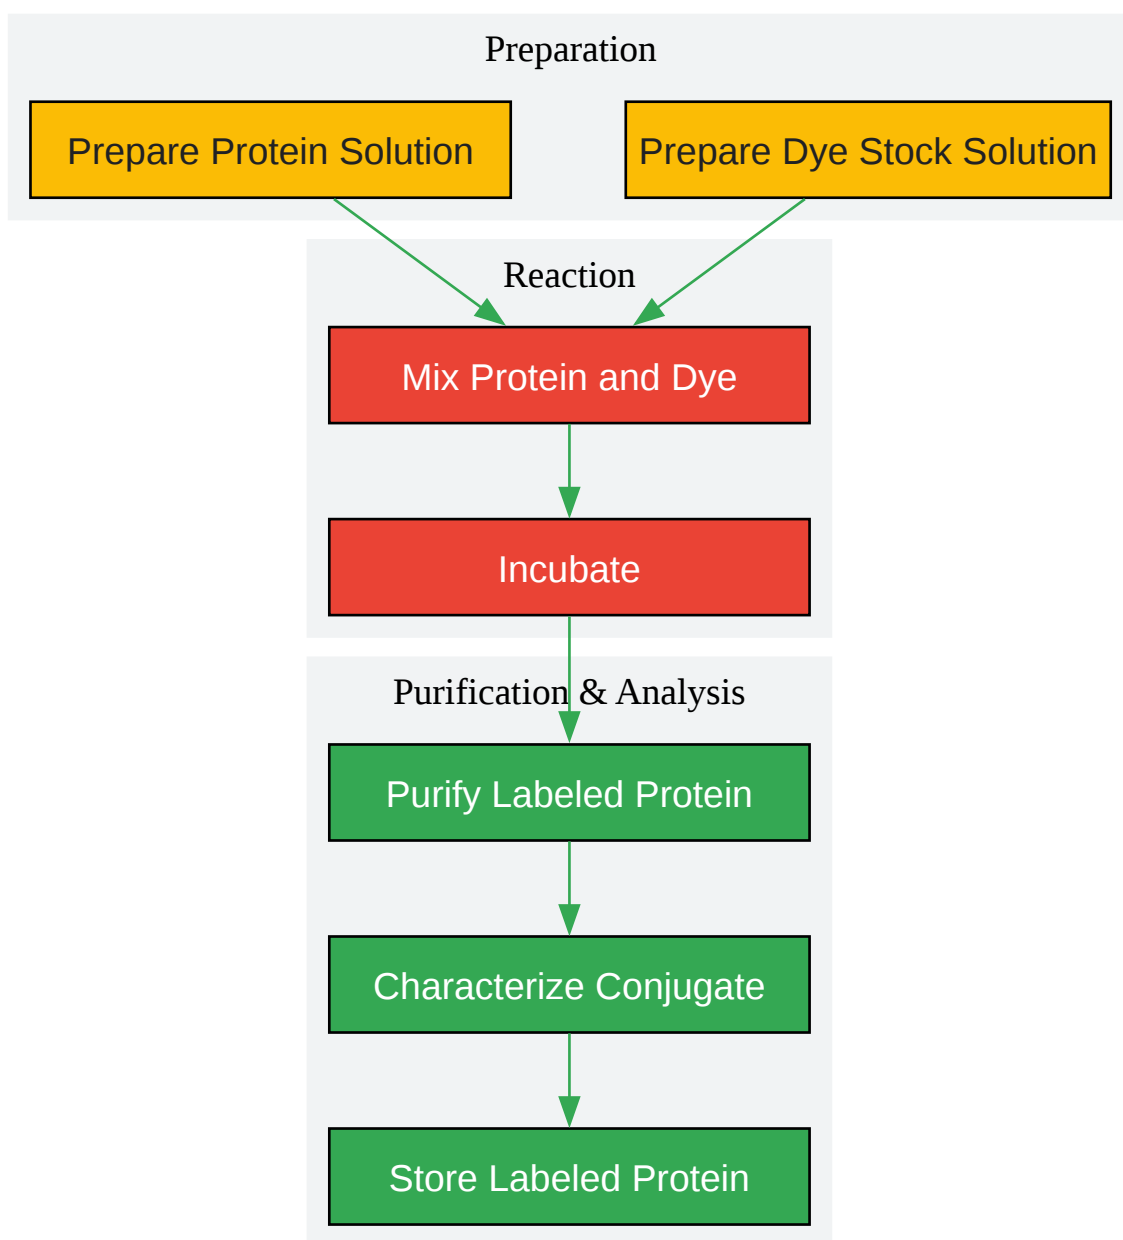 Preparation
Prepare Protein Solution
Prepare Dye Stock Solution
Reaction
Mix Protein and Dye
Incubate
Purification & Analysis
Purify Labeled Protein
Characterize Conjugate
Store Labeled Protein